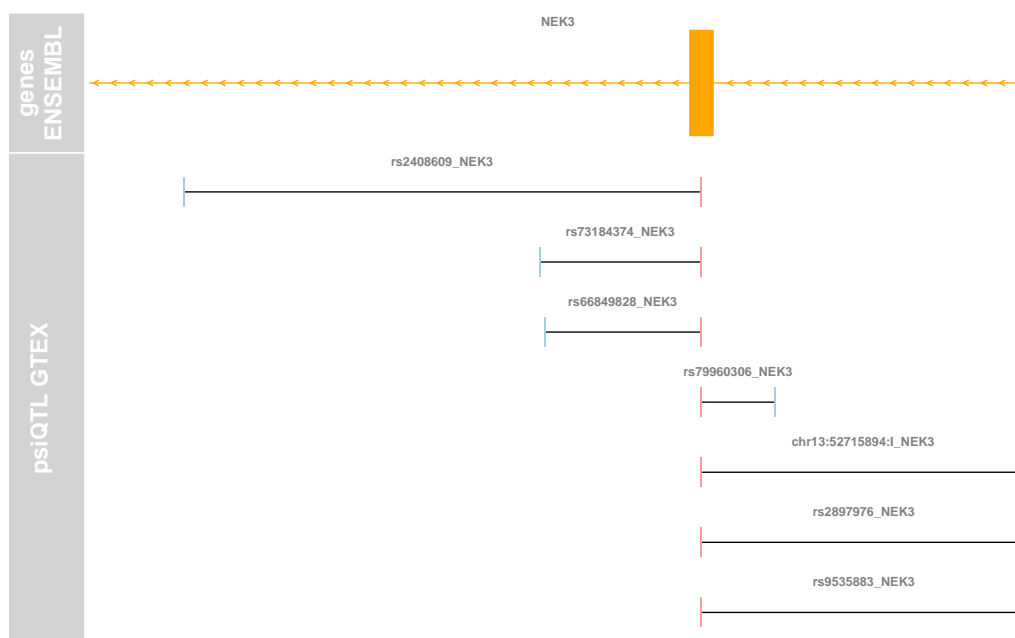 genes
ENSEMBL
NEK3
psiQTL GTEX
rs2408609_NEK3
rs73184374_NEK3
rs66849828_NEK3
rs79960306_NEK3
chr13:52715894:I_NEK3
rs2897976_NEK3
rs9535883_NEK3